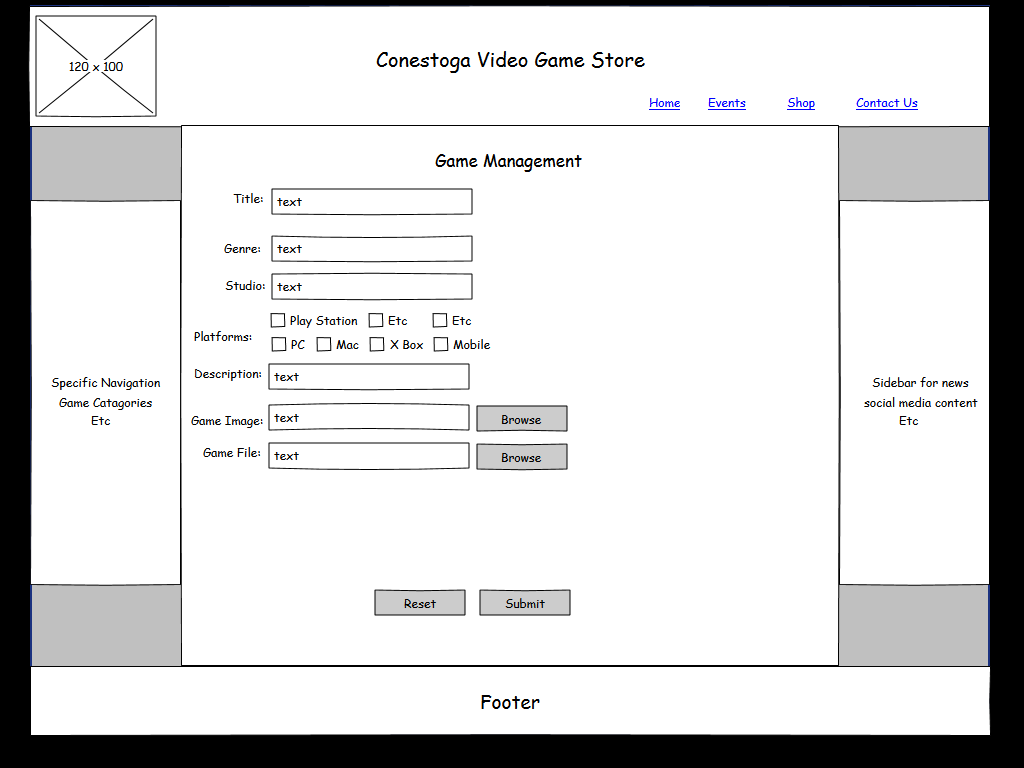 120 x 100
Conestoga Video Game Store
Home Events Shop Contact Us
Game Management
Title: text
Genre: text
Studio: text
Play Station Etc Etc
Platforms:
PC Mac X Box Mobile
Description: text
Game Image: text Browse
Game File: text Browse
Reset Submit
Specific Navigation
Game Catagories
Etc
Sidebar for news
social media content
Etc
Footer